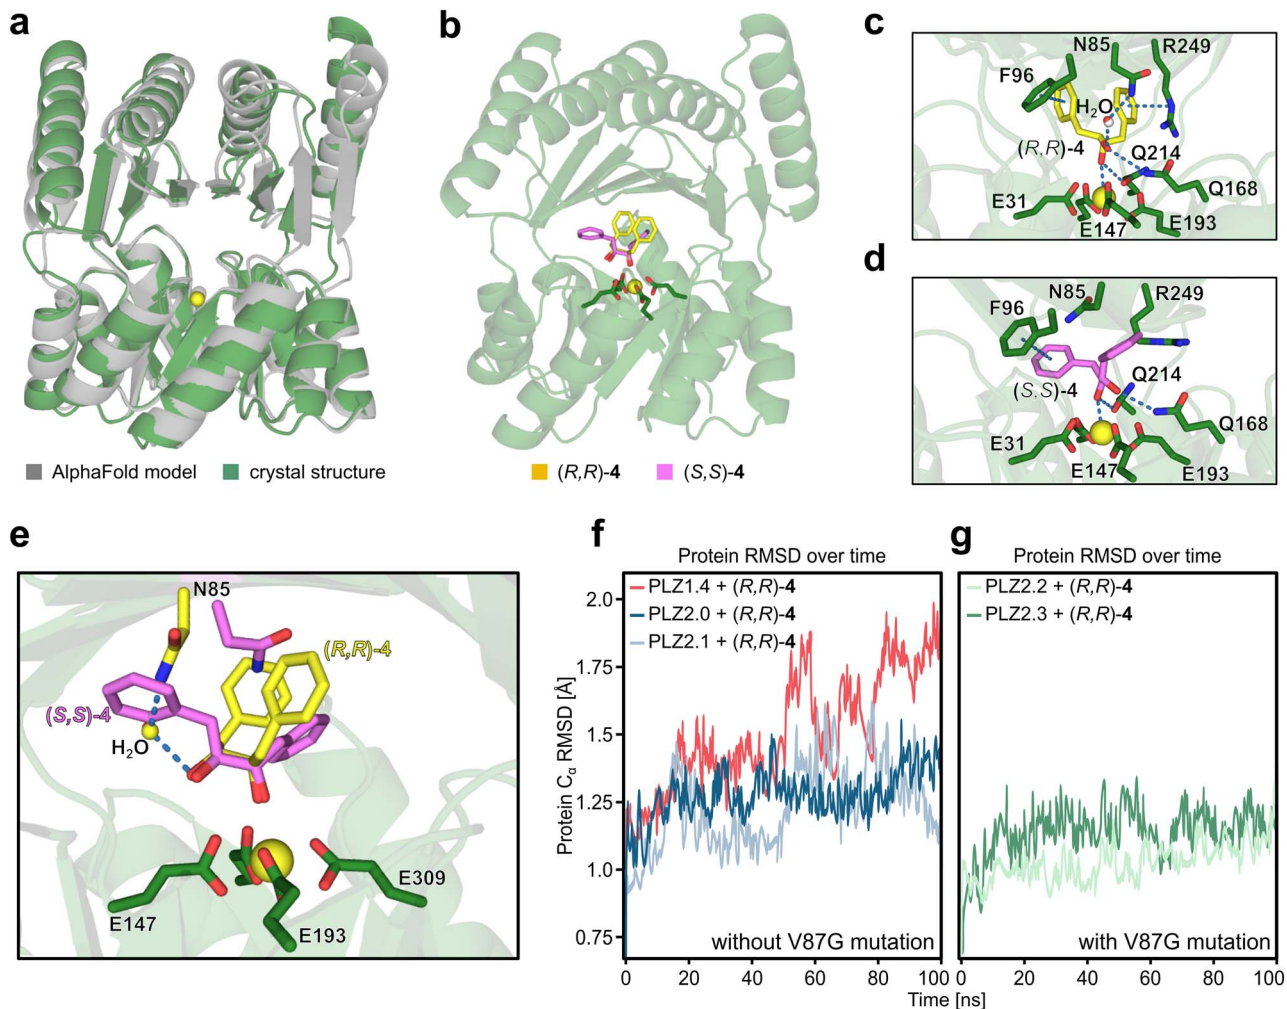 a
AlphaFold model
crystal structure
b
(R,R)-4
(S,S)-4
c
N85
R249
F96
H2O
(R,R)-4
Q214
E31
Q168
E147
E193
d
N85
R249
F96
(S,S)-4
Q214
E31
Q168
E147
E193
e
N85
(R,R)-4
(S,S)-4
H2O
E309
E147
E193
f
Protein RMSD over time
PLZ1.4 + (R,R)-4
PLZ2.0 + (R,R)-4
PLZ2.1 + (R,R)-4
Protein Cα RMSD [Å]
2.0
1.75
1.5
1.25
1.0
0.75
without V87G mutation
0 20 40 60 80 100
g
Protein RMSD over time
PLZ2.2 + (R,R)-4
PLZ2.3 + (R,R)-4
with V87G mutation
0 20 40 60 80 100
Time [ns]